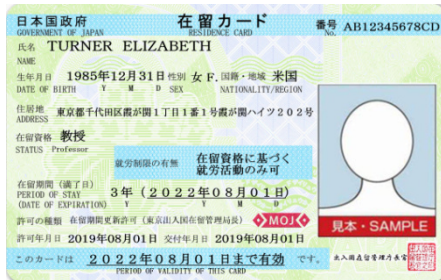 日本国政府 在留カード 番号 AB12345678CD
GOVERNMENT OF JAPAN RESIDENCE CARD No.
氏名 TURNER ELIZABETH
NAME
生年月日 1985年12月31日 性別 女 F. 国籍・地域 米国
DATE OF BIRTH Y M D SEX NATIONALITY/REGION
住居地 東京都千代田区霞が関1丁目1番1号霞が関ハイツ202号
ADDRESS
在留資格 教授
STATUS Professor
就労制限の有無 在留資格に基づく
就労活動のみ可
在留期間(満了日) 3年(2022年08月01日)
PERIOD OF STAY
(DATE OF EXPIRATION) Y Y M D
許可の種類 在留期間更新許可(東京出入国在留管理局長) MOJ
見本・SAMPLE
許可年月日 2019年08月01日 交付年月日 2019年08月01日
このカードは 2022年08月01日まで有効 です。
PERIOD OF VALIDITY OF THIS CARD
出入国在留管理庁長官